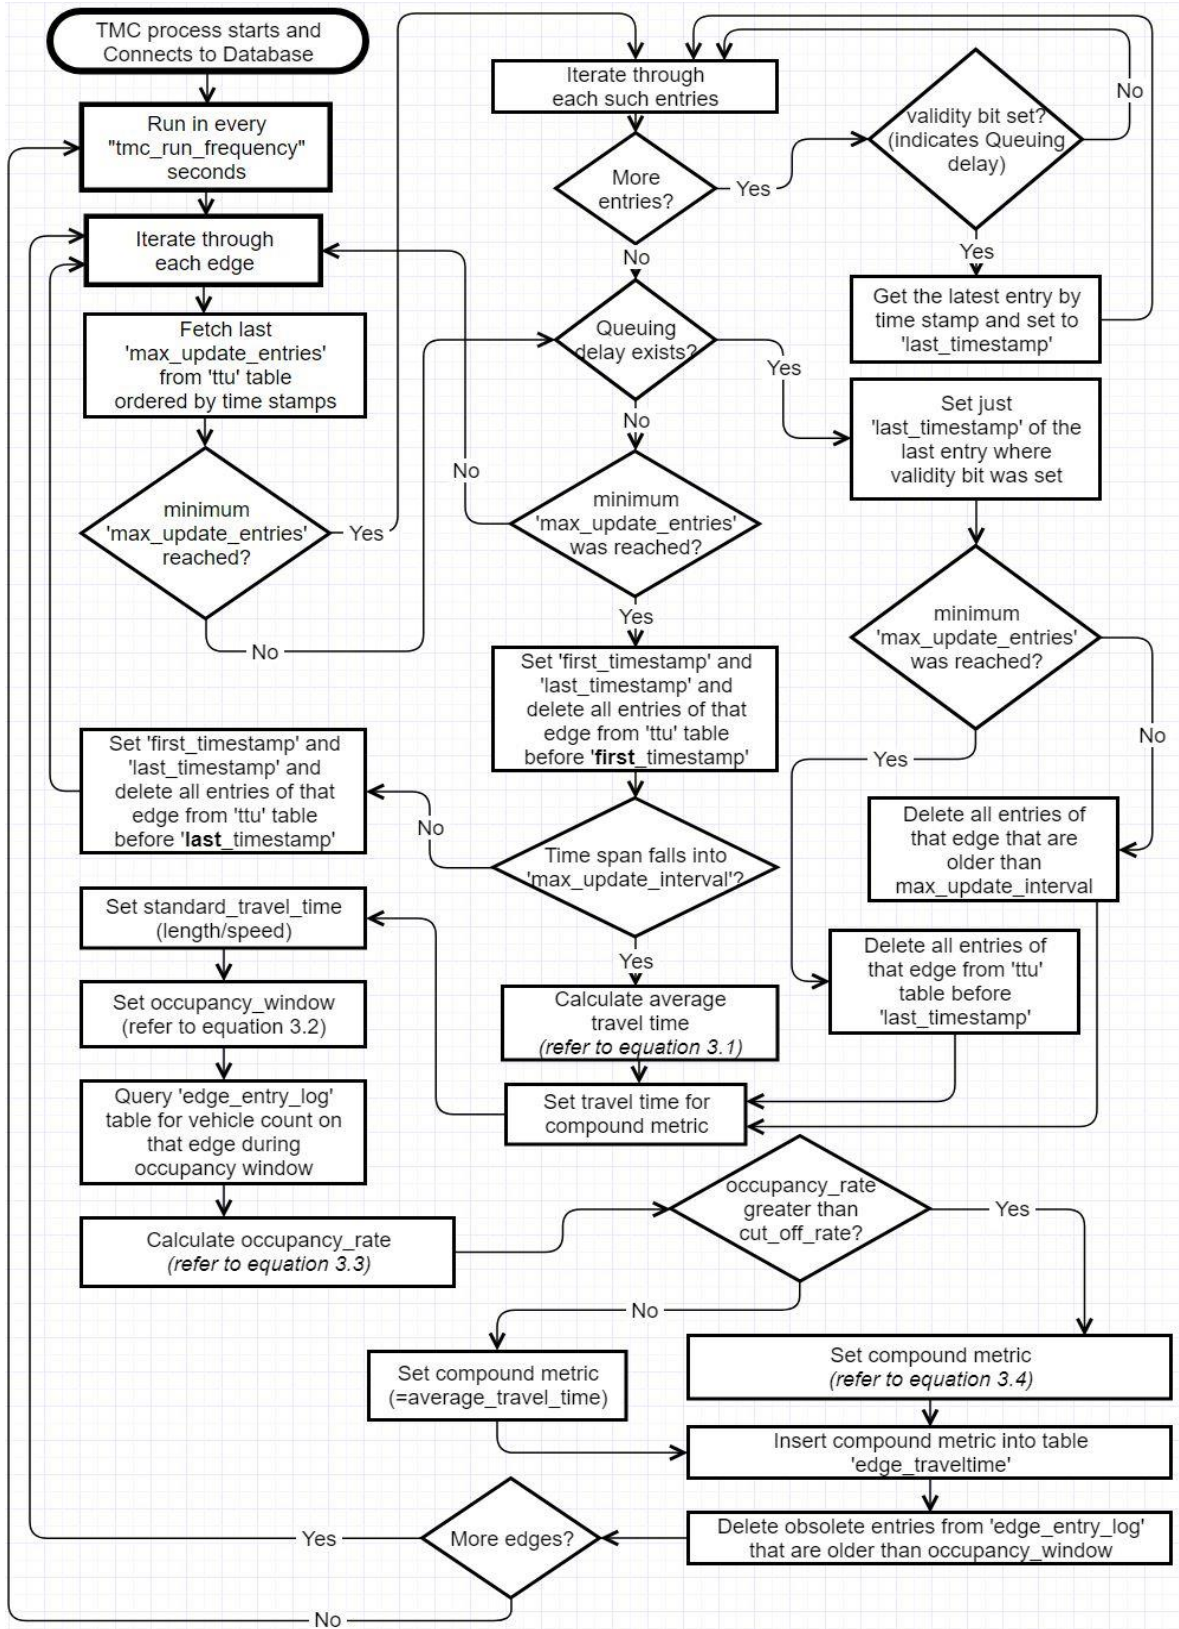 TMC process starts and
Connects to Database
Run in every
"tmc_run_frequency"
seconds
Iterate through
each edge
Fetch last
'max_update_entries'
from 'ttu' table
ordered by time stamps
minimum
'max_update_entries'
reached?
Yes
No
Iterate through
each such entries
More
entries?
Yes
No
validity bit set?
(indicates Queuing
delay)
No
Yes
Get the latest entry by
time stamp and set to
'last_timestamp'
Queuing
delay exists?
Yes
No
Set just
'last_timestamp' of the
last entry where
validity bit was set
minimum
'max_update_entries'
was reached?
No
Yes
minimum
'max_update_entries'
was reached?
Yes
No
Set 'first_timestamp' and
'last_timestamp' and
delete all entries of that
edge from 'ttu' table
before 'first_timestamp'
Set 'first_timestamp' and
'last_timestamp' and
delete all entries of that
edge from 'ttu' table
before 'last_timestamp'
Time span falls into
'max_update_interval'?
No
Yes
Delete all entries of
that edge that are
older than
max_update_interval
Delete all entries of
that edge from 'ttu'
table before
'last_timestamp'
Calculate average
travel time
(refer to equation 3.1)
Set travel time for
compound metric
Set standard_travel_time
(length/speed)
Set occupancy_window
(refer to equation 3.2)
Query 'edge_entry_log'
table for vehicle count on
that edge during
occupancy window
Calculate occupancy_rate
(refer to equation 3.3)
occupancy_rate
greater than
cut_off_rate?
Yes
No
Set compound metric
(=average_travel_time)
Set compound metric
(refer to equation 3.4)
Insert compound metric into table
'edge_traveltime'
Delete obsolete entries from 'edge_entry_log'
that are older than occupancy_window
More edges?
Yes
No